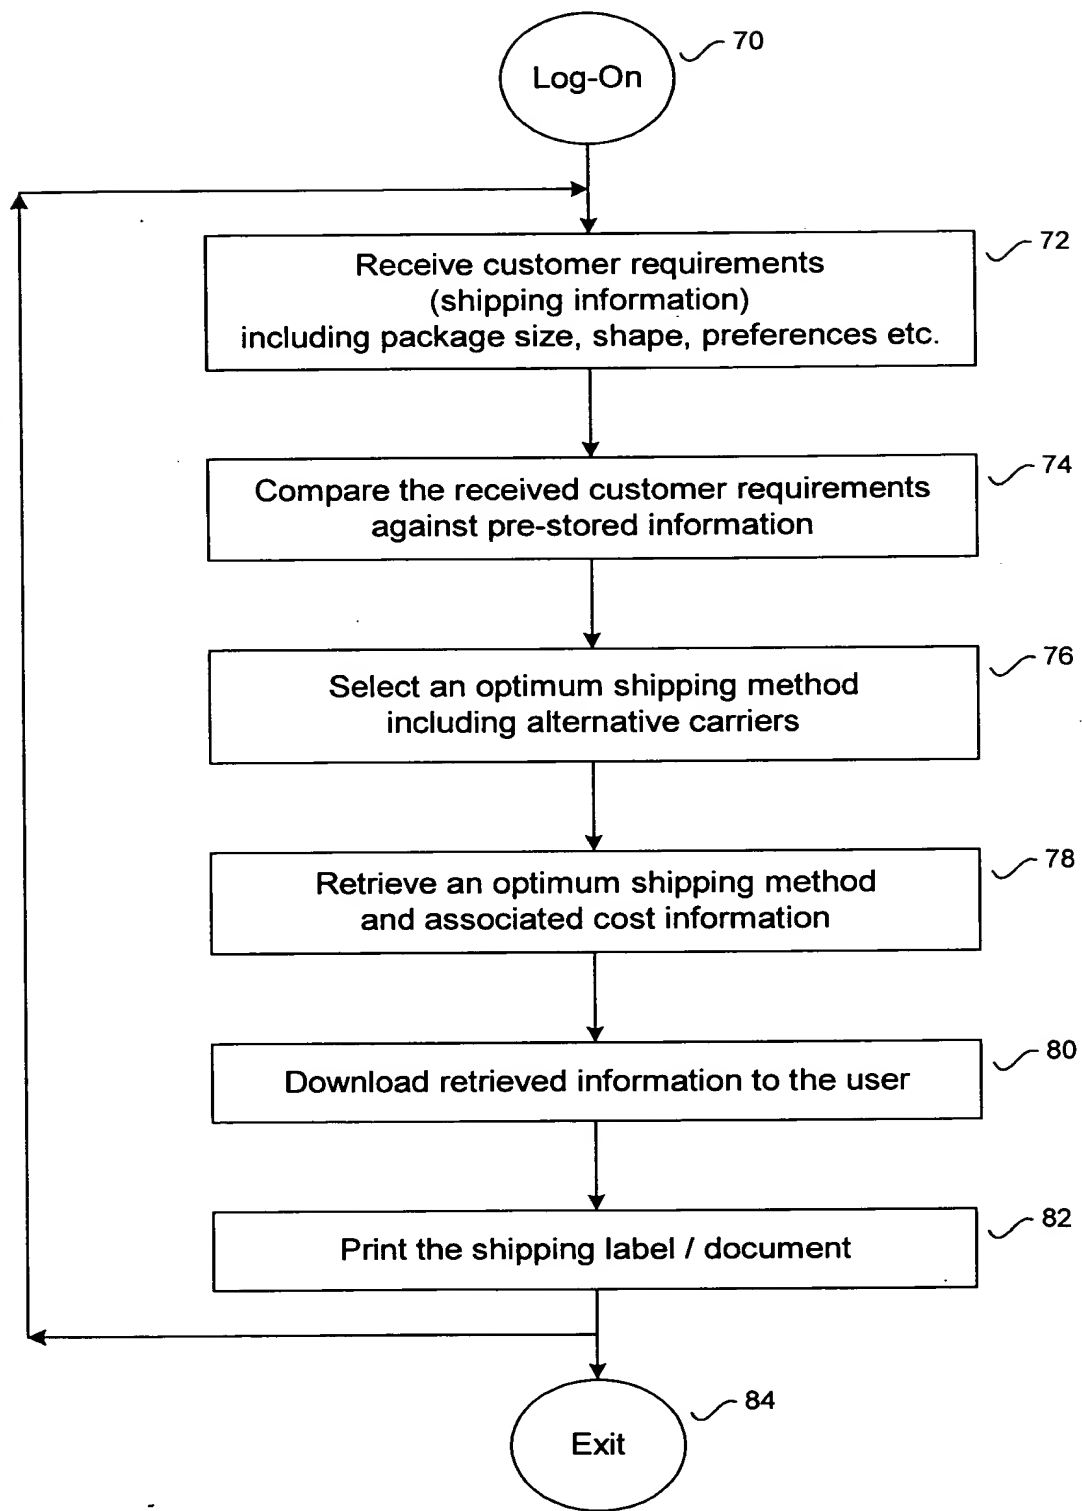 70
Log-On
72
Receive customer requirements
(shipping information)
including package size, shape, preferences etc.
74
Compare the received customer requirements
against pre-stored information
76
Select an optimum shipping method
including alternative carriers
78
Retrieve an optimum shipping method
and associated cost information
80
Download retrieved information to the user
82
Print the shipping label / document
84
Exit